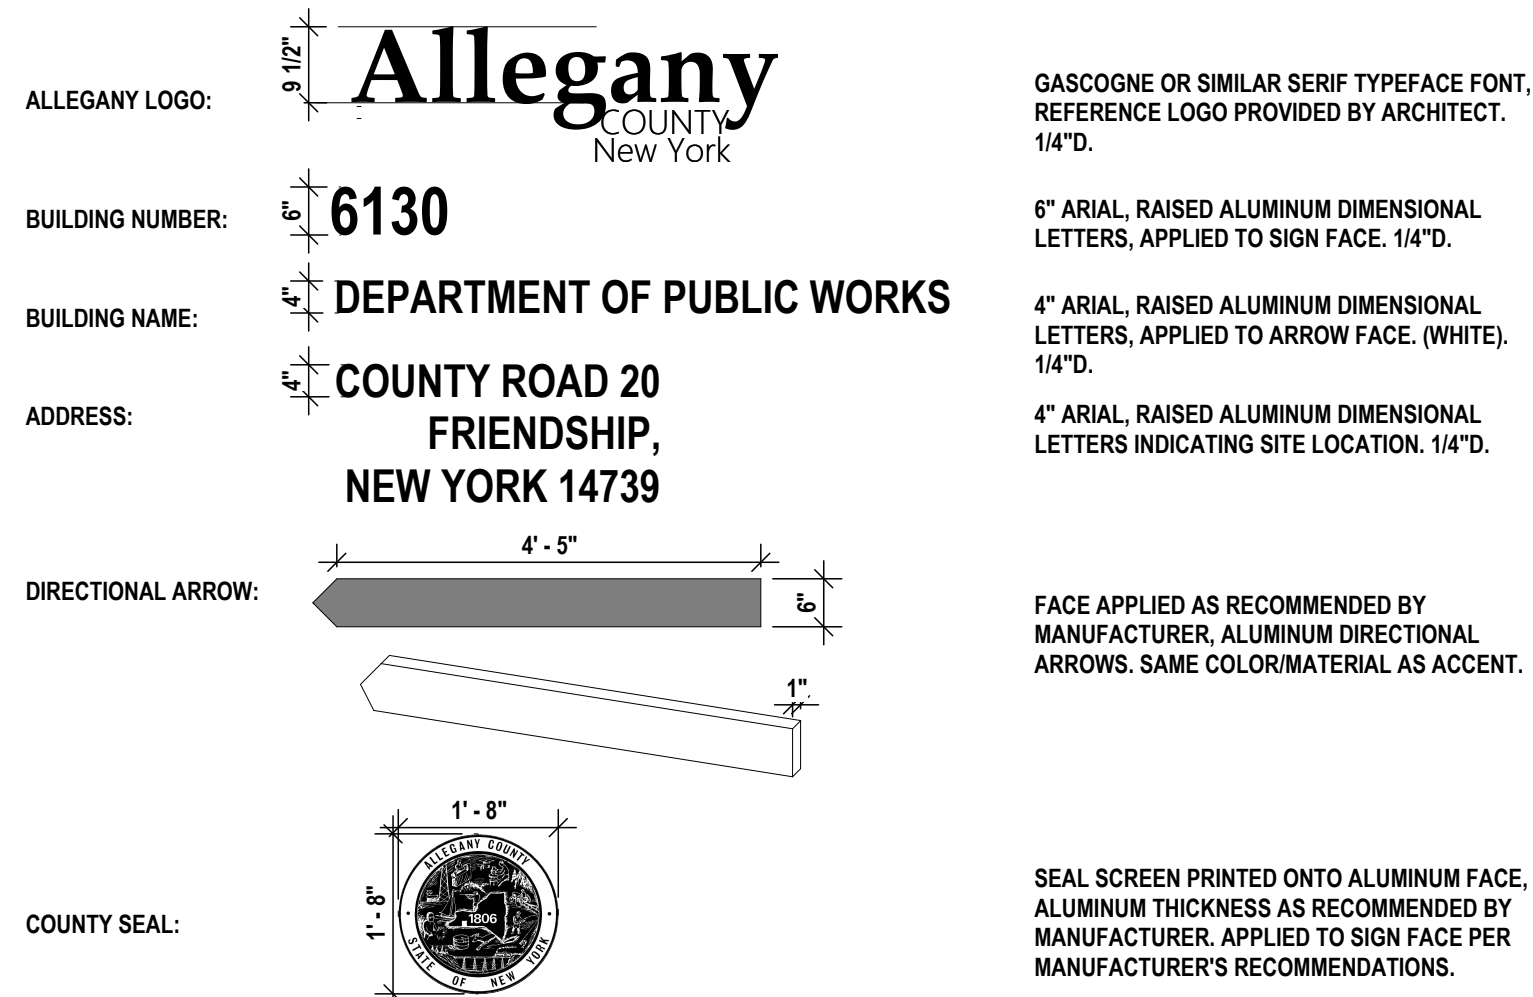 ALLEGANY LOGO:
9 1/2"
Allegany
COUNTY
New York
GASCOGNE OR SIMILAR SERIF TYPEFACE FONT,
REFERENCE LOGO PROVIDED BY ARCHITECT.
1/4"D.
BUILDING NUMBER:
6"
6130
6" ARIAL, RAISED ALUMINUM DIMENSIONAL
LETTERS, APPLIED TO SIGN FACE. 1/4"D.
BUILDING NAME:
4"
DEPARTMENT OF PUBLIC WORKS
4" ARIAL, RAISED ALUMINUM DIMENSIONAL
LETTERS, APPLIED TO ARROW FACE. (WHITE).
1/4"D.
ADDRESS:
4"
COUNTY ROAD 20
FRIENDSHIP,
NEW YORK 14739
4" ARIAL, RAISED ALUMINUM DIMENSIONAL
LETTERS INDICATING SITE LOCATION. 1/4"D.
DIRECTIONAL ARROW:
4' - 5"
6"
1"
FACE APPLIED AS RECOMMENDED BY
MANUFACTURER, ALUMINUM DIRECTIONAL
ARROWS. SAME COLOR/MATERIAL AS ACCENT.
COUNTY SEAL:
1' - 8"
1' - 8"
ALLEGANY COUNTY
1806
STATE OF NEW YORK
SEAL SCREEN PRINTED ONTO ALUMINUM FACE,
ALUMINUM THICKNESS AS RECOMMENDED BY
MANUFACTURER. APPLIED TO SIGN FACE PER
MANUFACTURER'S RECOMMENDATIONS.